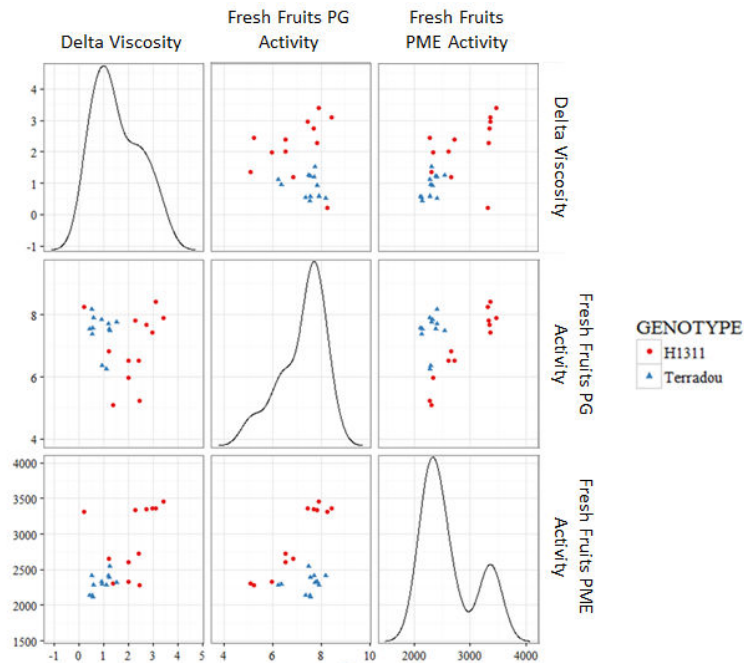 Delta Viscosity
Fresh Fruits PG
Activity
Fresh Fruits
PME Activity
4
3
2
1
0
-1
Delta Viscosity
8
6
4
Fresh Fruits PG
Activity
GENOTYPE
H1311
Terradou
4000
3500
3000
2500
2000
1500
Fresh Fruits PME
Activity
-1 0 1 2 3 4 5
4 6 8 10
2000 3000 4000